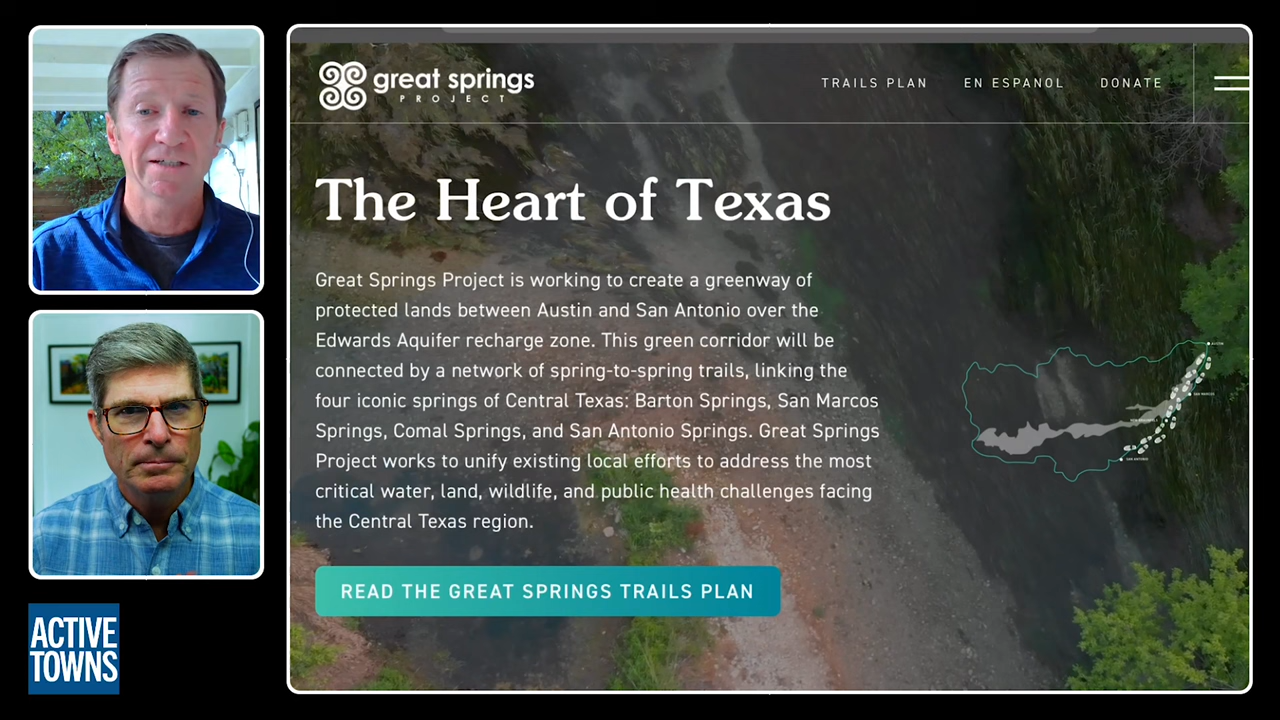 great springs
PROJECT
TRAILS PLAN
EN ESPANOL
DONATE
The Heart of Texas
Great Springs Project is working to create a greenway of
protected lands between Austin and San Antonio over the
Edwards Aquifer recharge zone. This green corridor will be
connected by a network of spring-to-spring trails, linking the
four iconic springs of Central Texas: Barton Springs, San Marcos
Springs, Comal Springs, and San Antonio Springs. Great Springs
Project works to unify existing local efforts to address the most
critical water, land, wildlife, and public health challenges facing
the Central Texas region.
AUSTIN
SAN MARCOS
SAN ANTONIO
READ THE GREAT SPRINGS TRAILS PLAN
ACTIVE
TOWNS